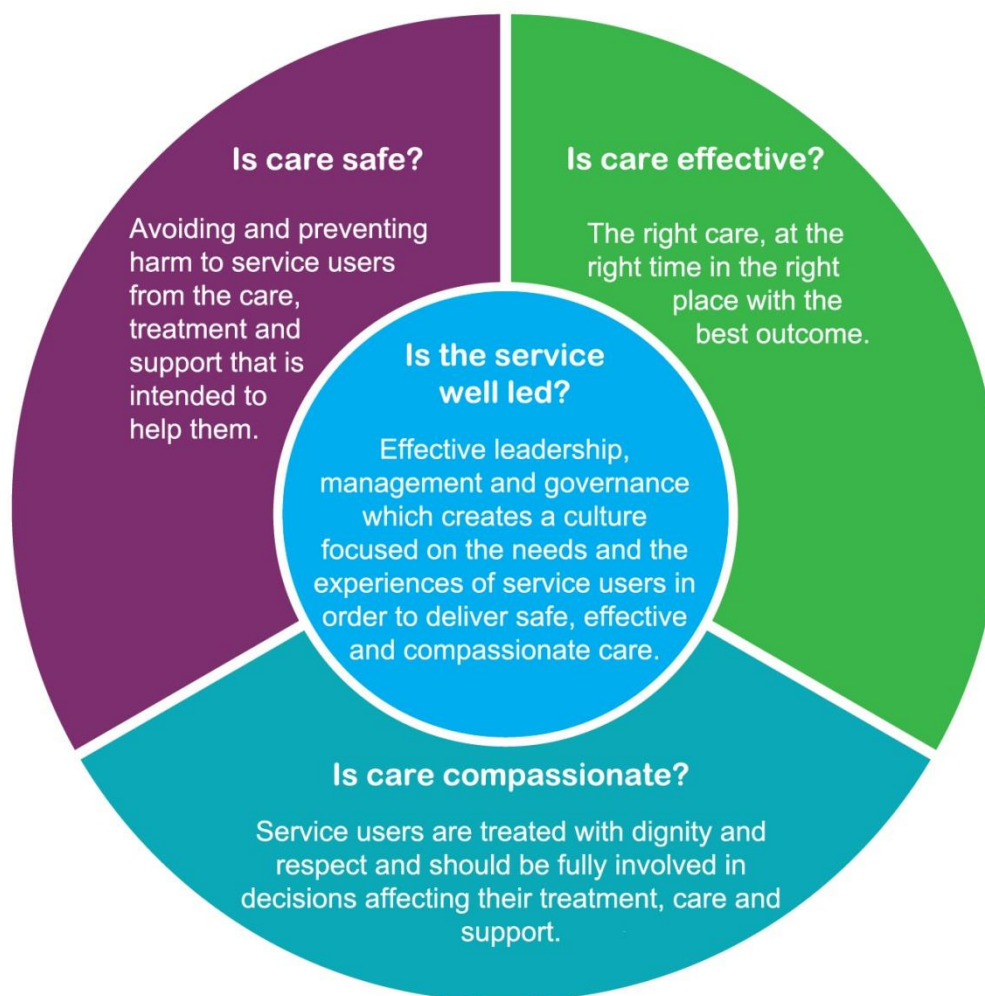 Is care safe?
Avoiding and preventing
harm to service users
from the care,
treatment and
support that is
intended to
help them.
Is care effective?
The right care, at the
right time in the right
place with the
best outcome.
Is the service
well led?
Effective leadership,
management and governance
which creates a culture
focused on the needs and the
experiences of service users in
order to deliver safe, effective
and compassionate care.
Is care compassionate?
Service users are treated with dignity and
respect and should be fully involved in
decisions affecting their treatment, care and
support.